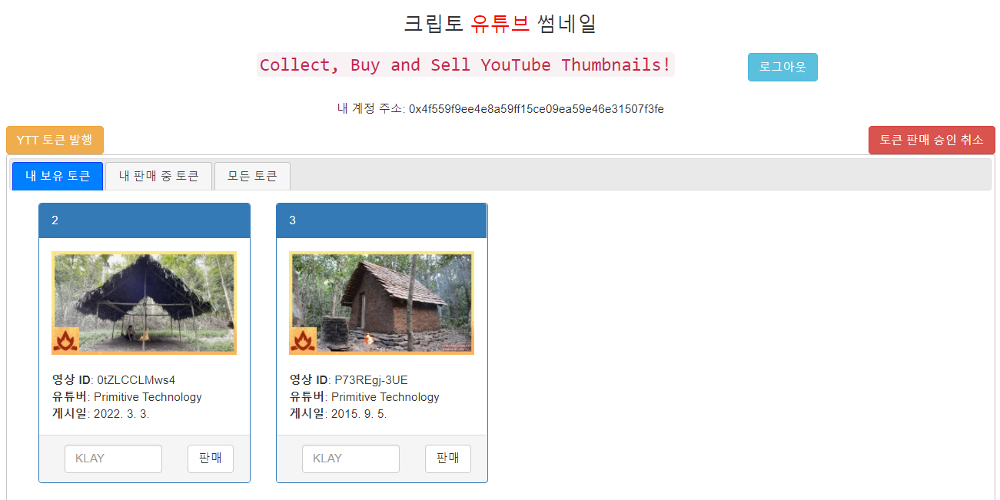 크립토 유튜브 썸네일
Collect, Buy and Sell YouTube Thumbnails!
로그아웃
내 계정 주소: 0x4f559f9ee4e8a59ff15ce09ea59e46e31507f3fe
YTT 토큰 발행
토큰 판매 승인 취소
내 보유 토큰
내 판매 중 토큰
모든 토큰
2
영상 ID: 0tZLCCLMws4
유튜버: Primitive Technology
게시일: 2022. 3. 3.
KLAY
판매
3
영상 ID: P73REgj-3UE
유튜버: Primitive Technology
게시일: 2015. 9. 5.
KLAY
판매